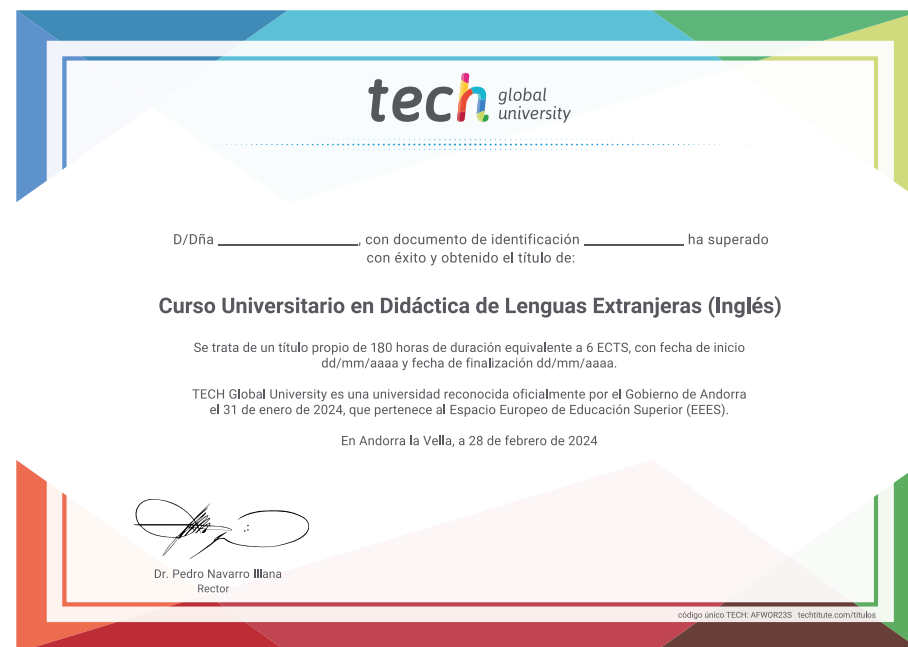 tech global university
D/Dña ____________, con documento de identificación ____________ ha superado
con éxito y obtenido el título de:
Curso Universitario en Didáctica de Lenguas Extranjeras (Inglés)
Se trata de un título propio de 180 horas de duración equivalente a 6 ECTS, con fecha de inicio
dd/mm/aaaa y fecha de finalización dd/mm/aaaa.
TECH Global University es una universidad reconocida oficialmente por el Gobierno de Andorra
el 31 de enero de 2024, que pertenece al Espacio Europeo de Educación Superior (EEES).
En Andorra la Vella, a 28 de febrero de 2024
Dr. Pedro Navarro Illana
Rector
código único TECH: AFWOR23S techtitute.com/titulos